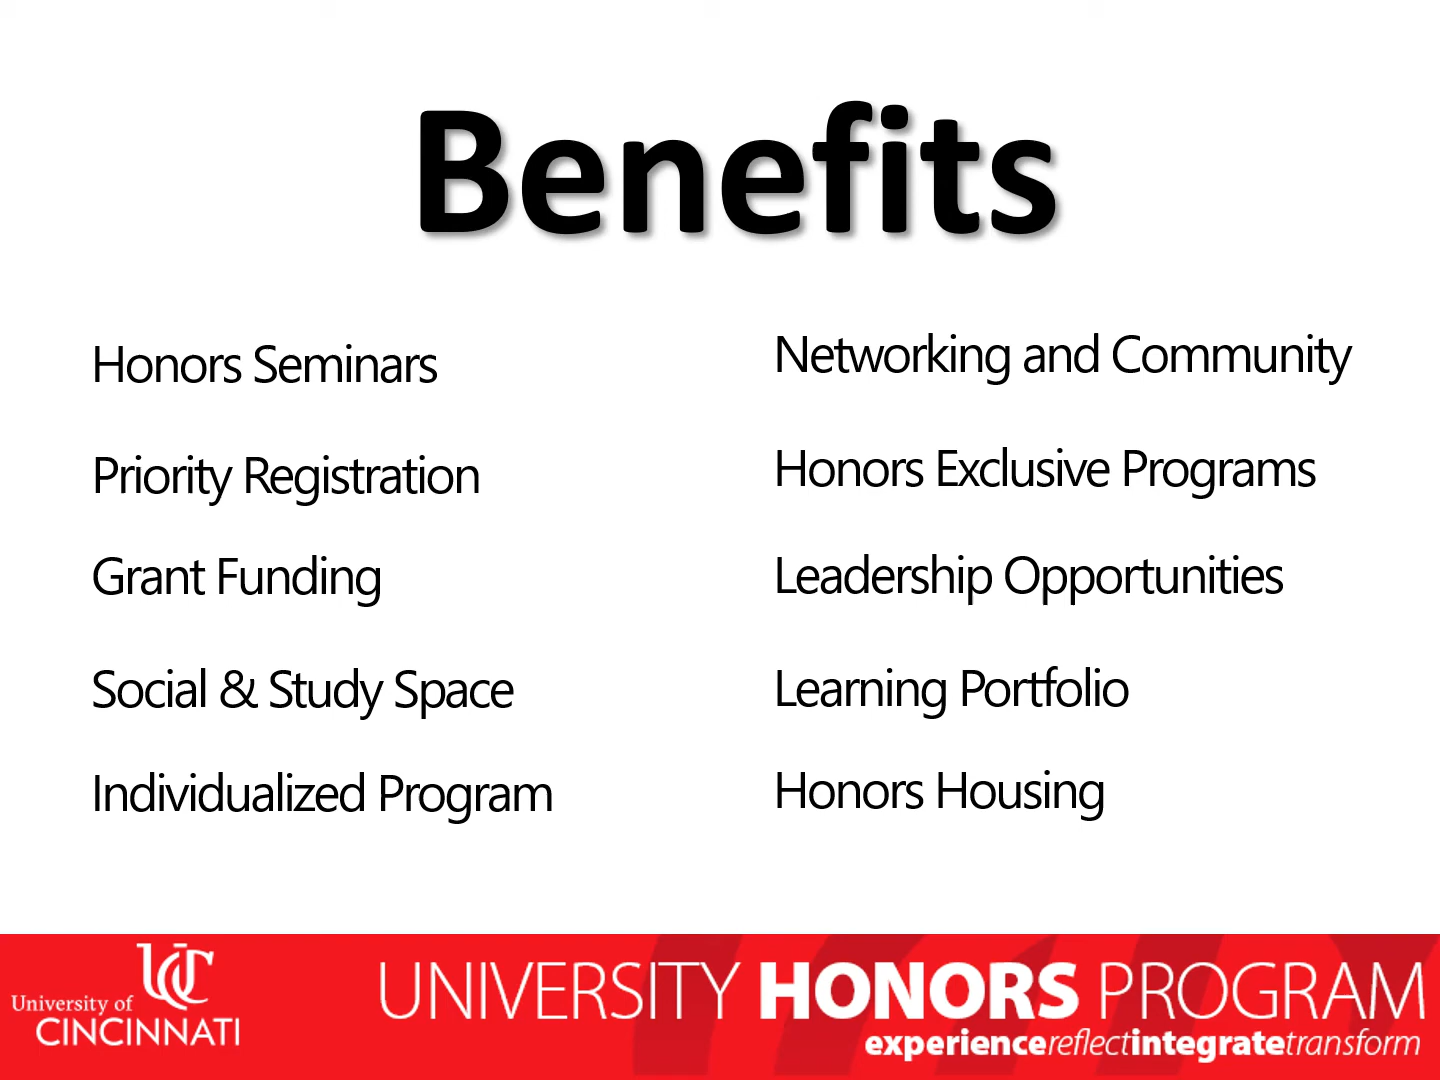 Benefits
Honors Seminars
Priority Registration
Grant Funding
Social & Study Space
Individualized Program
Networking and Community
Honors Exclusive Programs
Leadership Opportunities
Learning Portfolio
Honors Housing
UC
University of
CINCINNATI
UNIVERSITY HONORS PROGRAM
experiencereflectintegratetransform